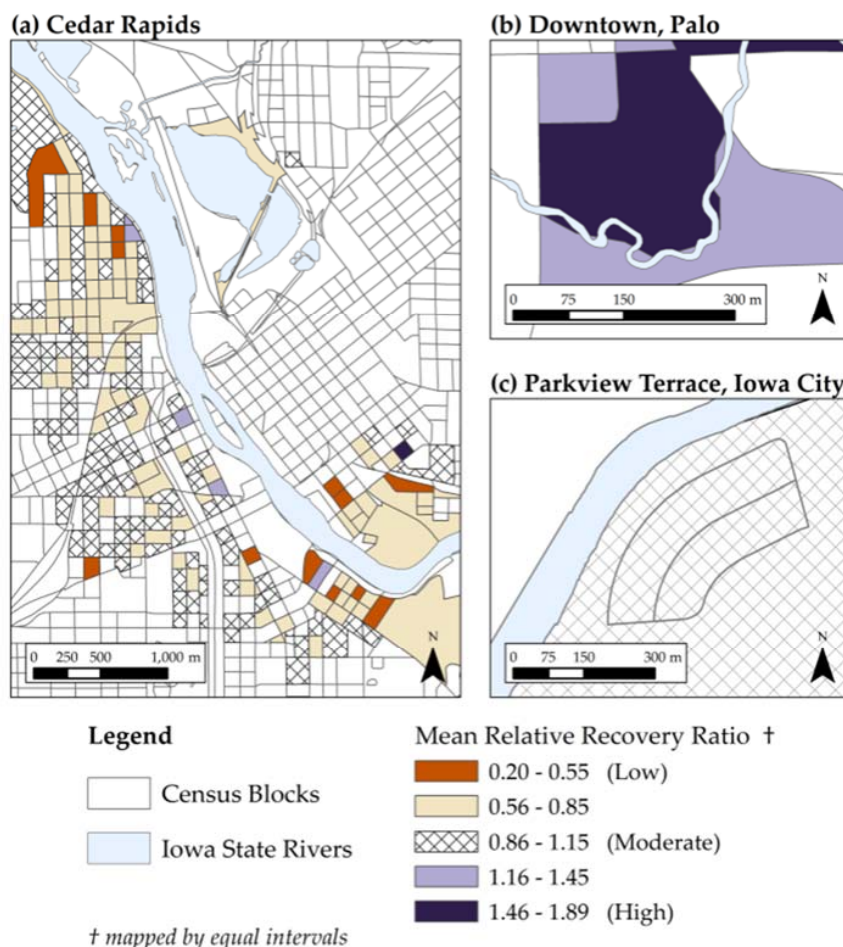 (a) Cedar Rapids
N
0 250 500 1,000 m
(b) Downtown, Palo
N
0 75 150 300 m
(c) Parkview Terrace, Iowa City
N
0 75 150 300 m
Legend
Census Blocks
Iowa State Rivers
† mapped by equal intervals
Mean Relative Recovery Ratio †
0.20 - 0.55 (Low)
0.56 - 0.85
0.86 - 1.15 (Moderate)
1.16 - 1.45
1.46 - 1.89 (High)